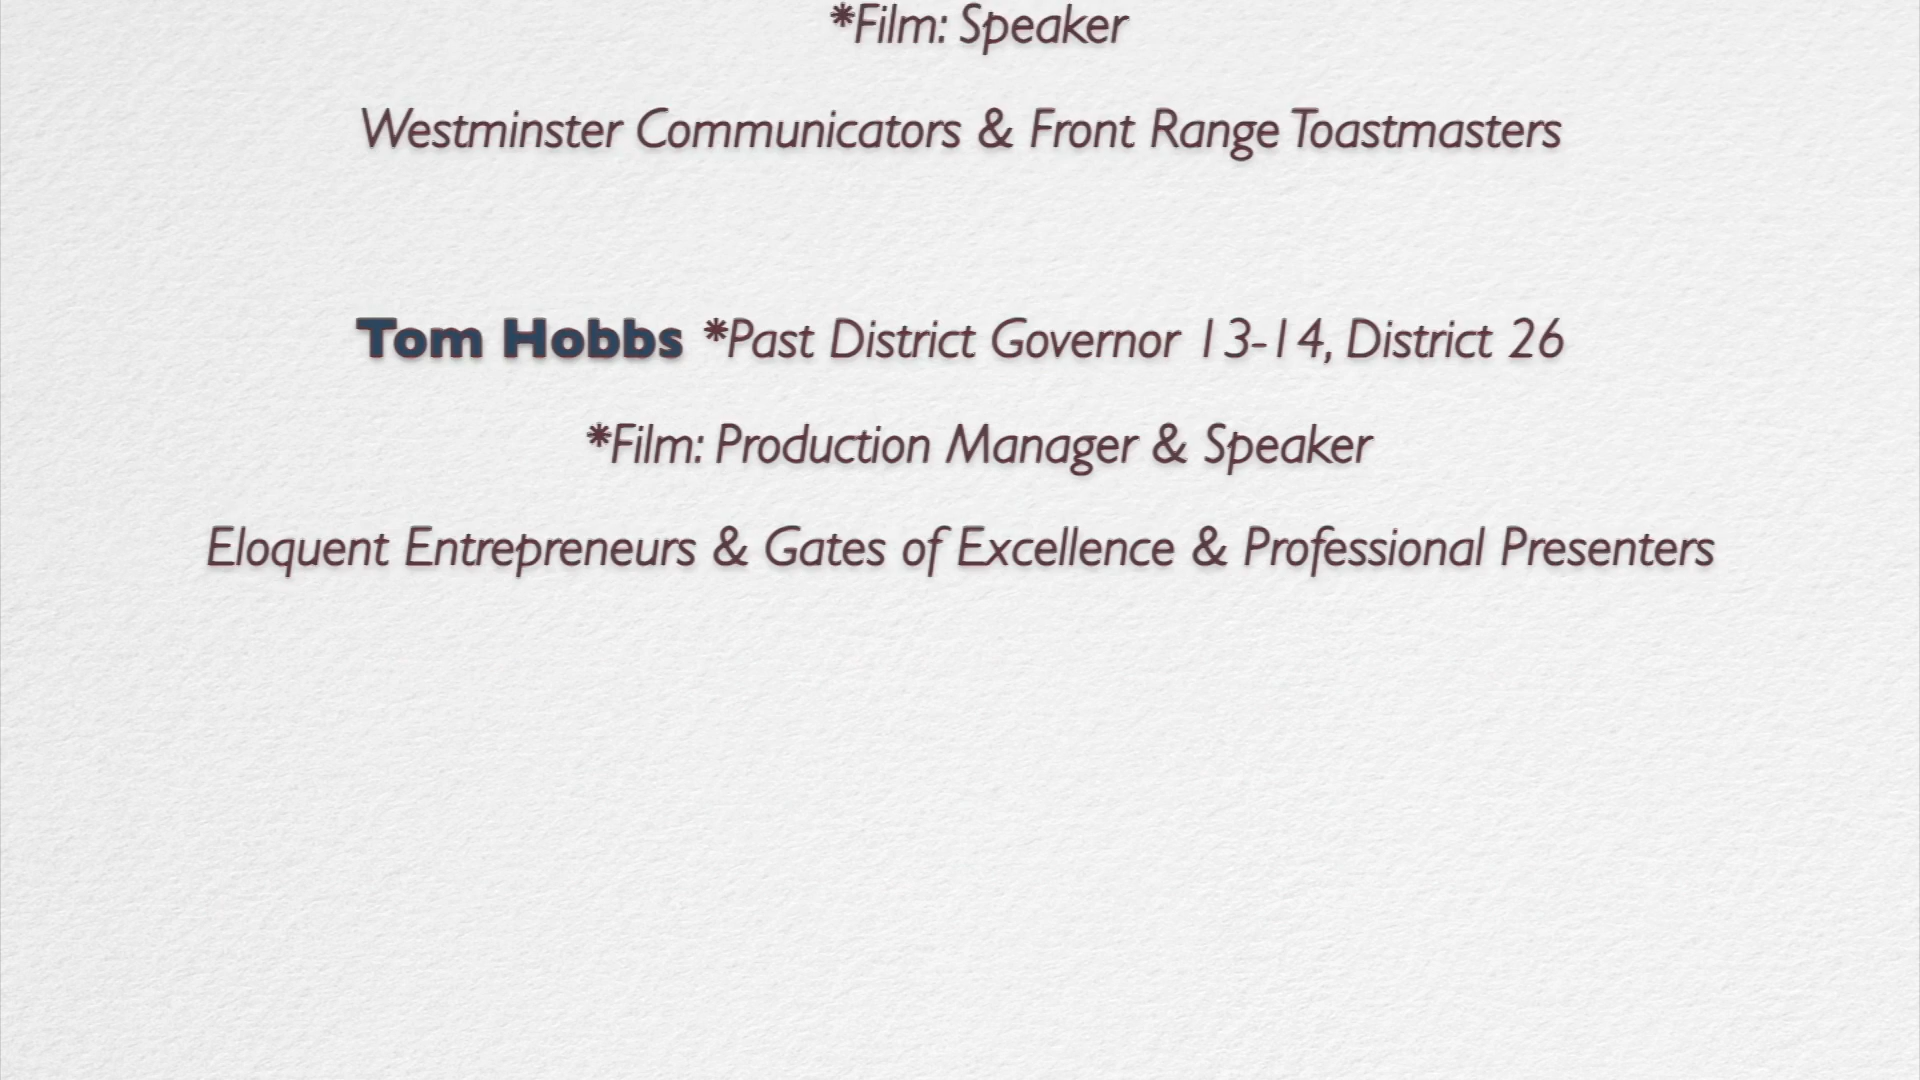 *Film: Speaker
Westminster Communicators & Front Range Toastmasters
Tom Hobbs *Past District Governor 13-14, District 26
*Film: Production Manager & Speaker
Eloquent Entrepreneurs & Gates of Excellence & Professional Presenters